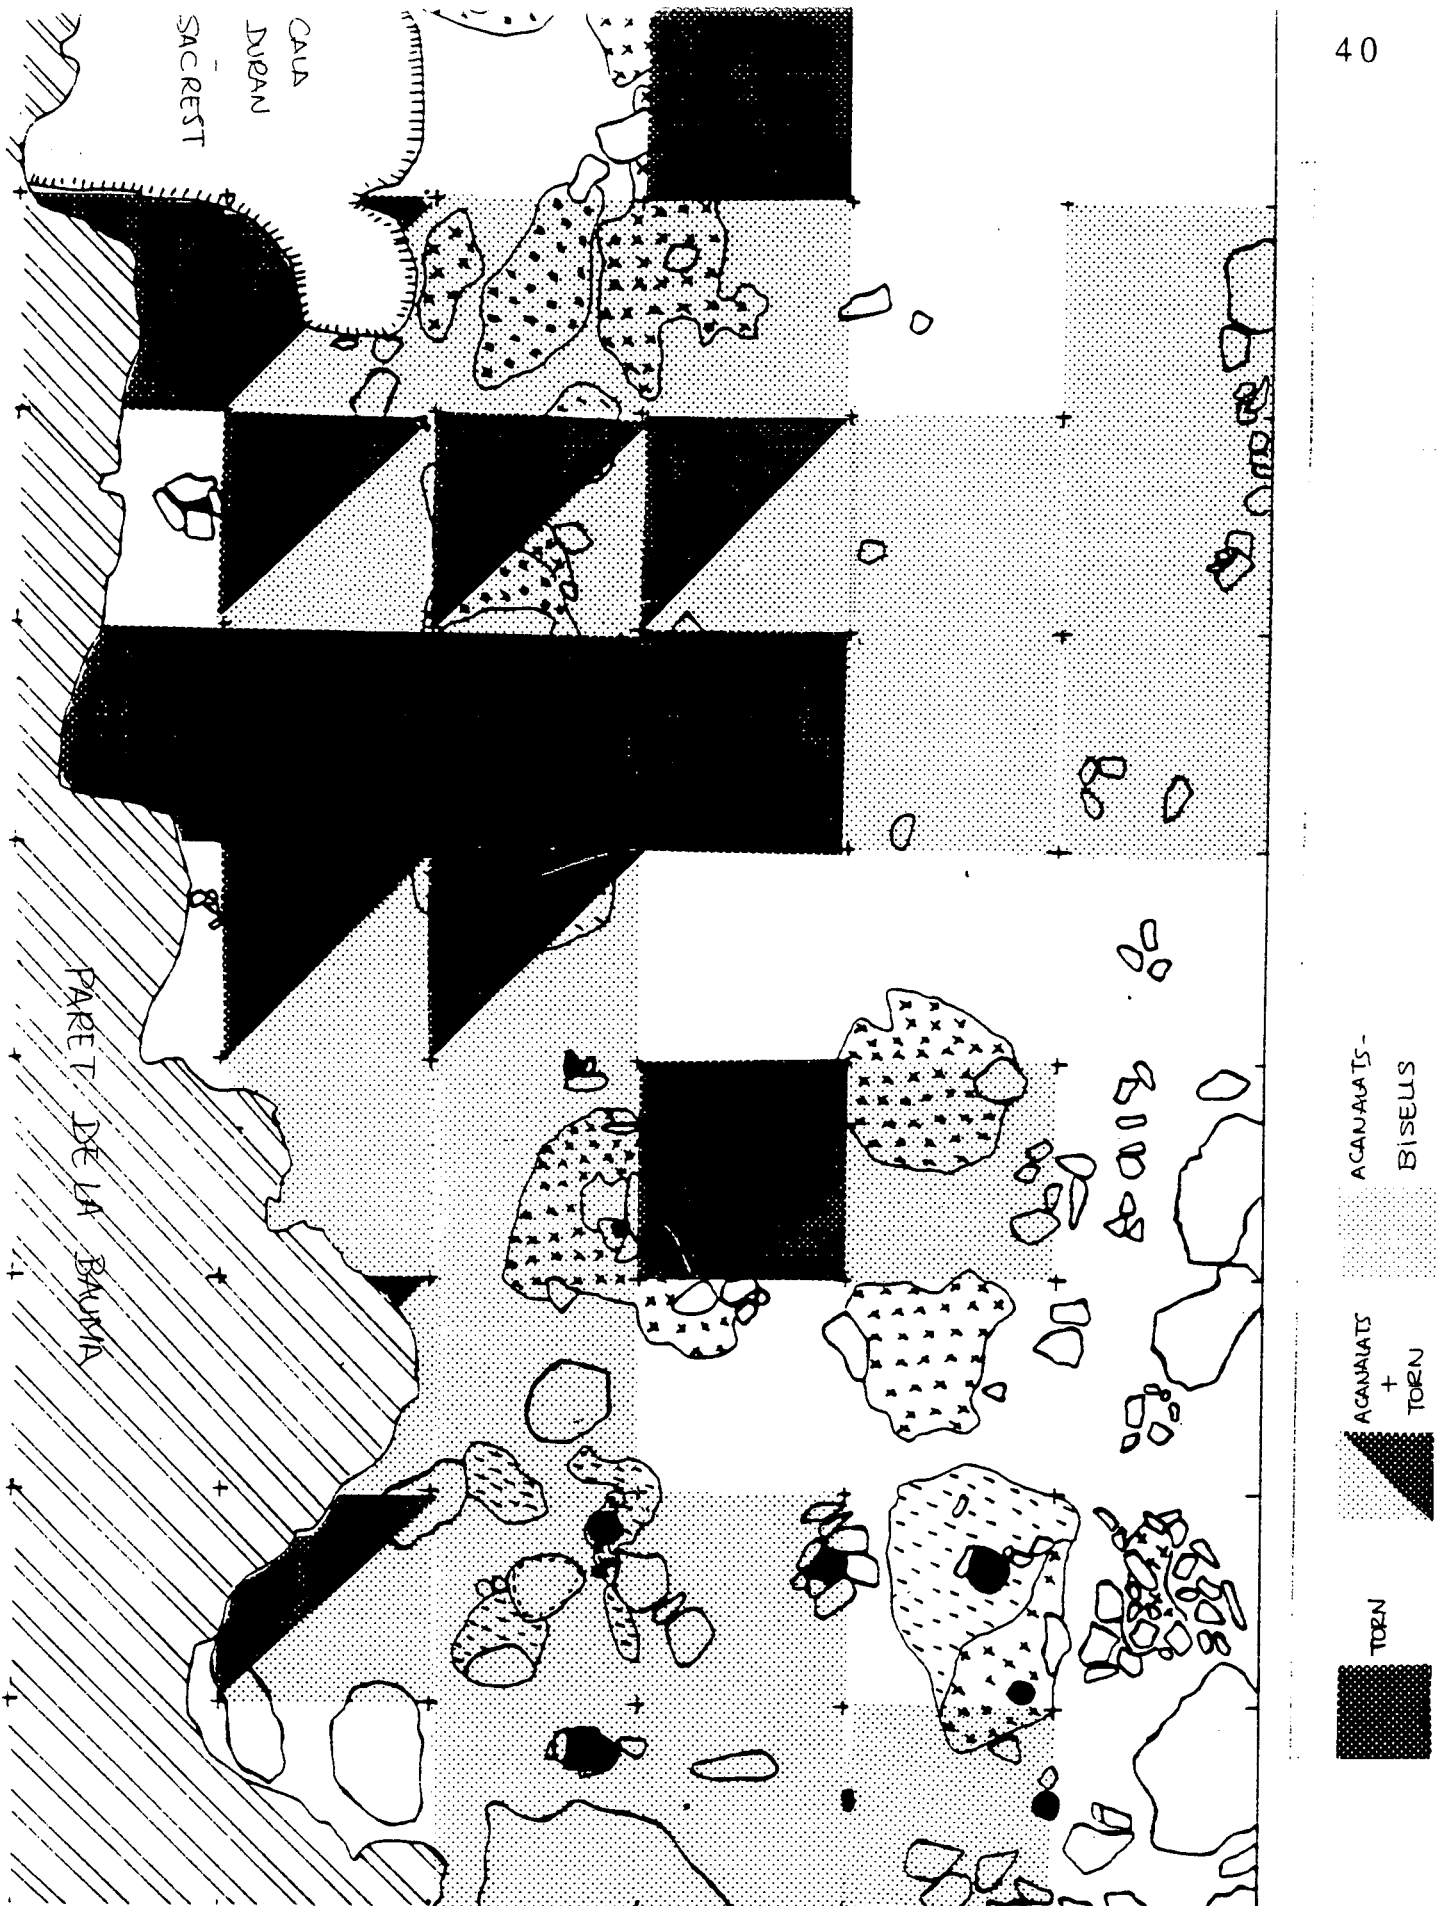 40
CALA
DURAN
SACREST
PARET DE LA BAUMA
ACANALATS-
BISELLS
ACANALATS
+
TORN
TORN